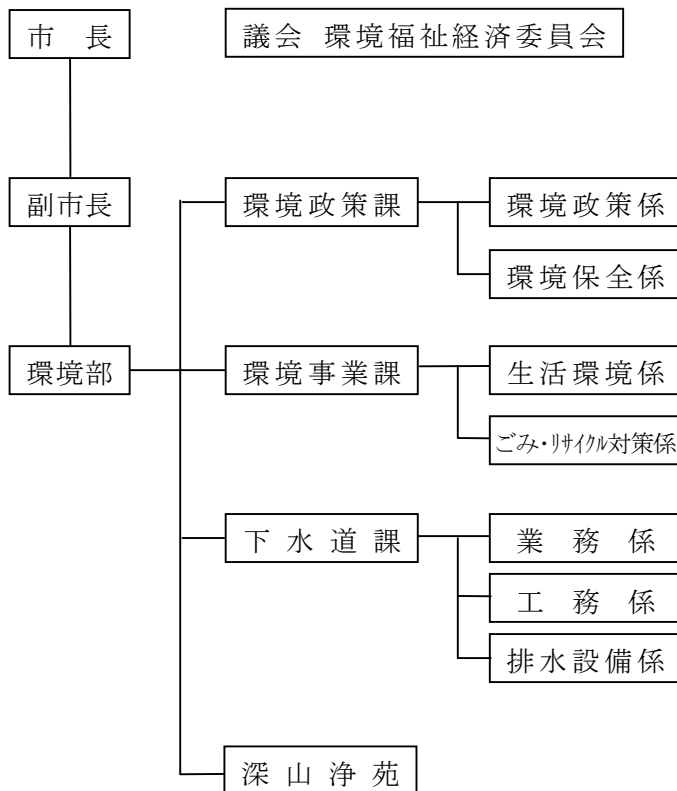 市　長
議会 環境福祉経済委員会
副市長
環境政策課
環境政策係
環境保全係
環境部
環境事業課
生活環境係
ごみ・ﾘｻｲｸﾙ対策係
下 水 道 課
業　務　係
工　務　係
排水設備係
深 山 浄 苑